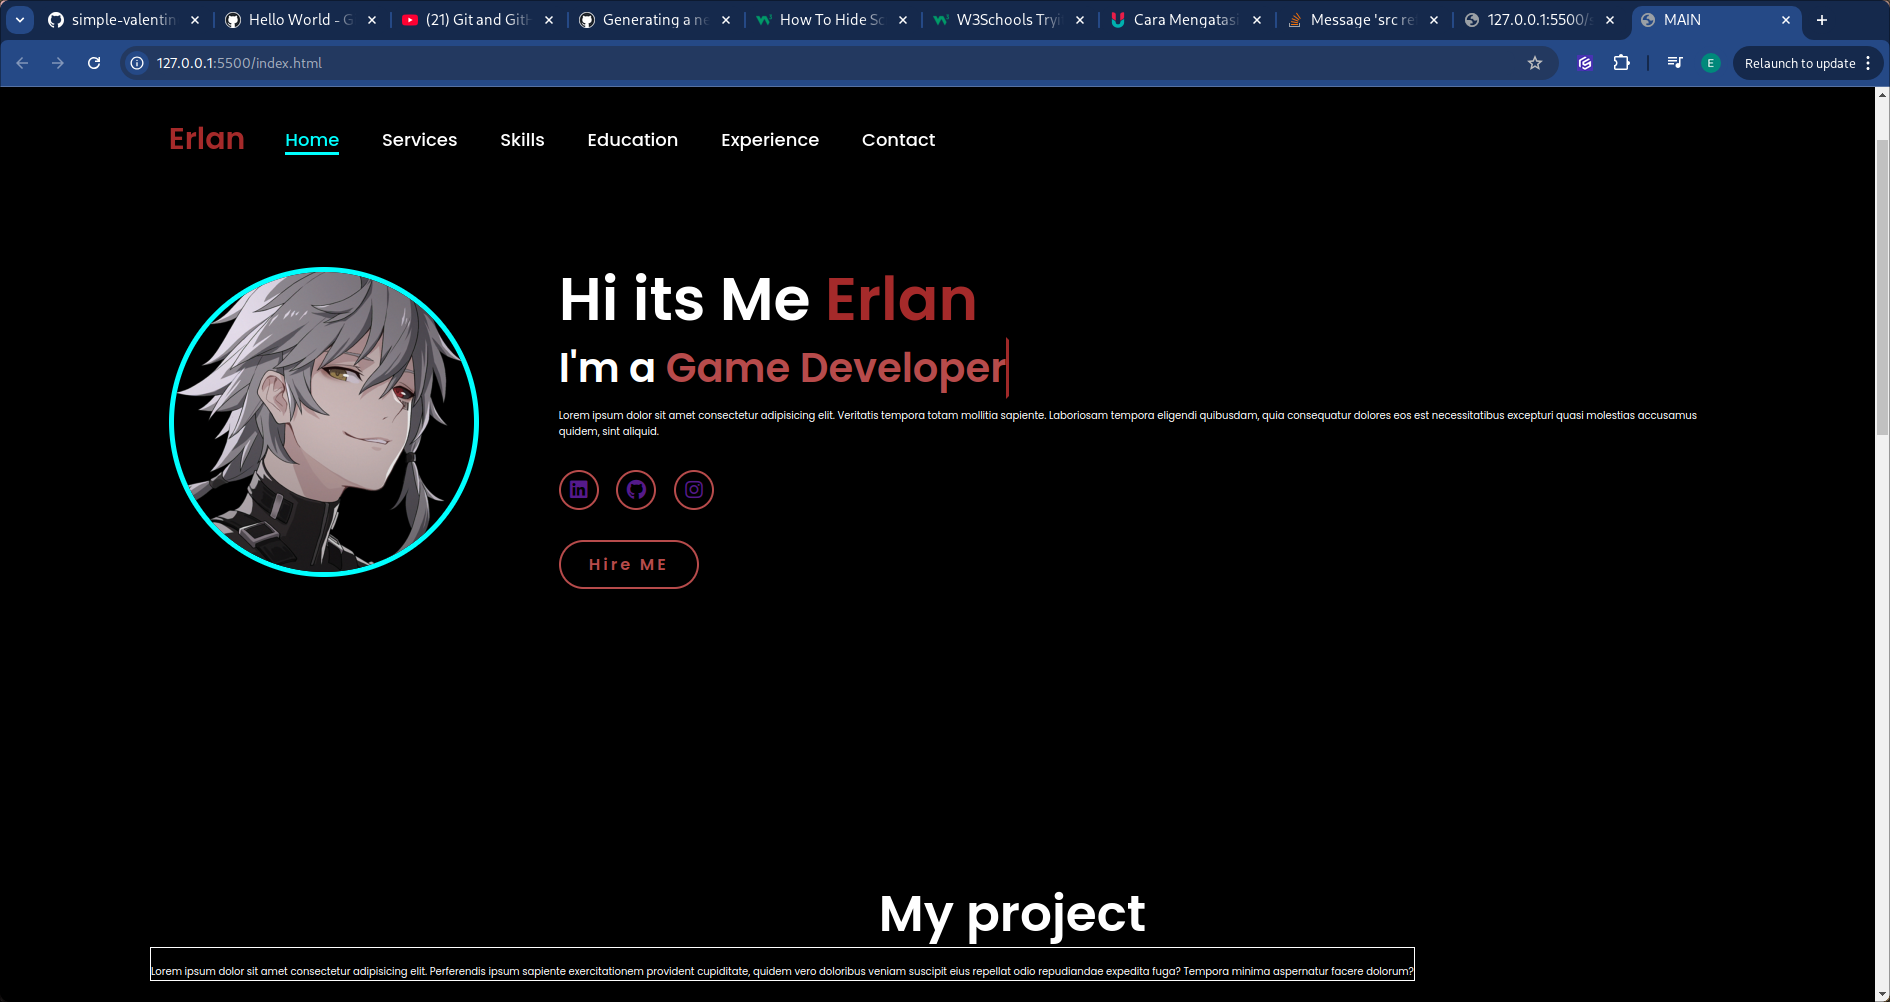 simple-valentin
Hello World - G
(21) Git and GitH
Generating a ne
How To Hide Sc
W3Schools Tryi
Cara Mengatasi
Message 'src re
127.0.0.1:5500/
MAIN
127.0.0.1:5500/index.html
E
Relaunch to update
Erlan
Home
Services
Skills
Education
Experience
Contact
Hi its Me Erlan
I'm a Game Developer
Lorem ipsum dolor sit amet consectetur adipisicing elit. Veritatis tempora totam mollitia sapiente. Laboriosam tempora eligendi quibusdam, quia consequatur dolores eos est necessitatibus excepturi quasi molestias accusamus
quidem, sint aliquid.
Hire ME
My project
Lorem ipsum dolor sit amet consectetur adipisicing elit. Perferendis ipsum sapiente exercitationem provident cupiditate, quidem vero doloribus veniam suscipit eius repellat odio repudiandae expedita fuga? Tempora minima aspernatur facere dolorum?